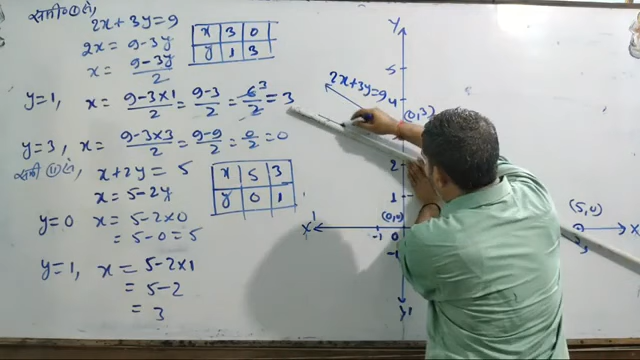 समी० ① से,
2x + 3y = 9
2x = 9-3y
x = 9-3y/2
x | 3 | 0
y | 1 | 3
y=1, x = 9-3×1/2 = 9-3/2 = 6/2 = 3
3
y=3, x = 9-3×3/2 = 9-9/2 = 0/2 = 0
समी ② से,
x + 2y = 5
x = 5-2y
x | 5 | 3
y | 0 | 1
y=0 x = 5-2×0
= 5-0 = 5
y=1, x = 5-2×1
= 5-2
= 3
Y
5
2x+3y=9
4
(0,3)
2
1
(0,0)
(5,0)
X'
-1
0
X
-1
Y'